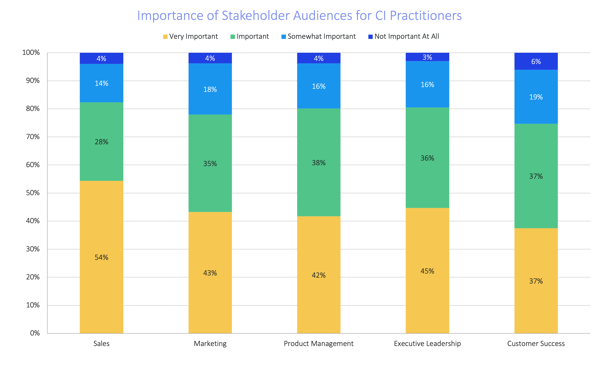 Importance of Stakeholder Audiences for CI Practitioners
Very Important Important Somewhat Important Not Important At All
100% 4% 4% 4% 3% 6%
90% 14% 18% 16% 16% 19%
80%
70% 28% 35% 38% 36% 37%
60%
50%
40%
30% 54% 43% 42% 45% 37%
20%
10%
0%
Sales Marketing Product Management Executive Leadership Customer Success